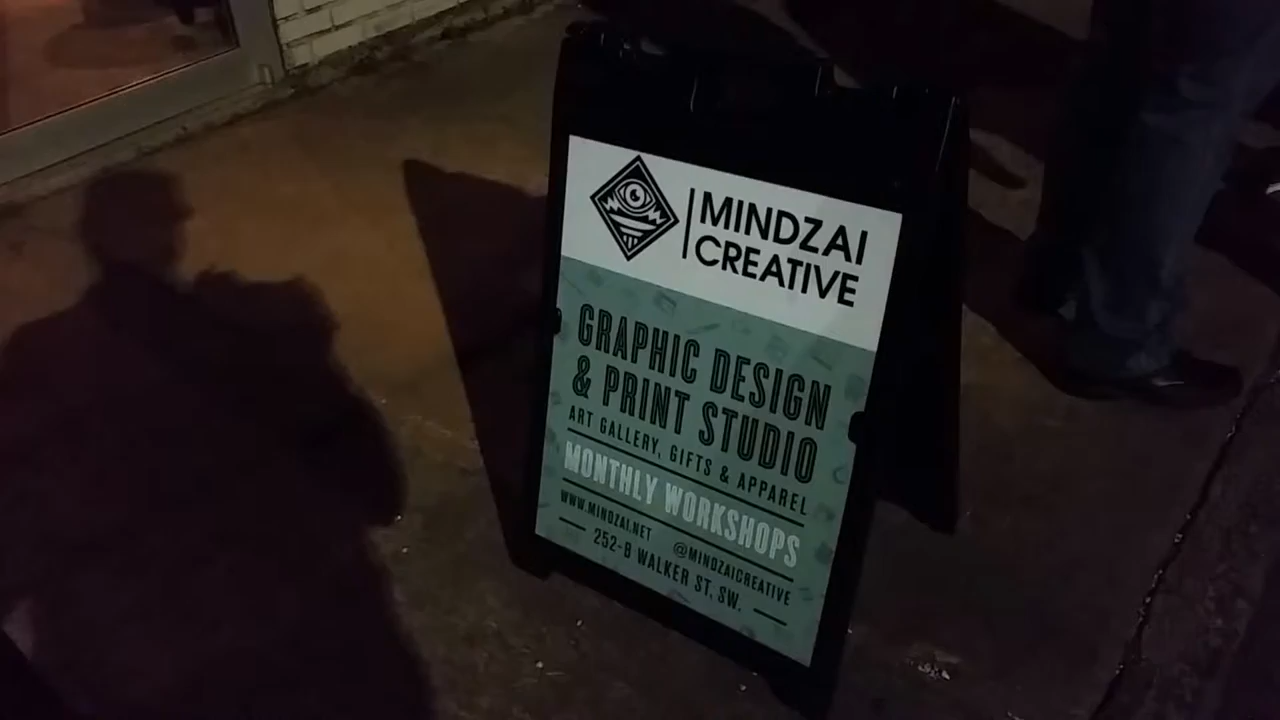 MINDZAI
CREATIVE
GRAPHIC DESIGN
& PRINT STUDIO
ART GALLERY, GIFTS & APPAREL
MONTHLY WORKSHOPS
WWW.MINDZAI.NET @MINDZAICREATIVE
252-B WALKER ST, SW.